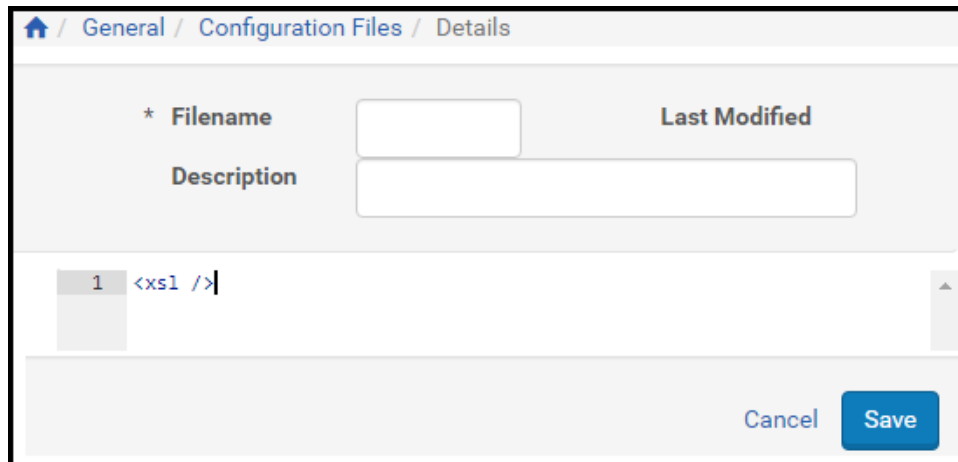 / General / Configuration Files / Details
* Filename Last Modified
Description
1 <xsl />
Cancel Save